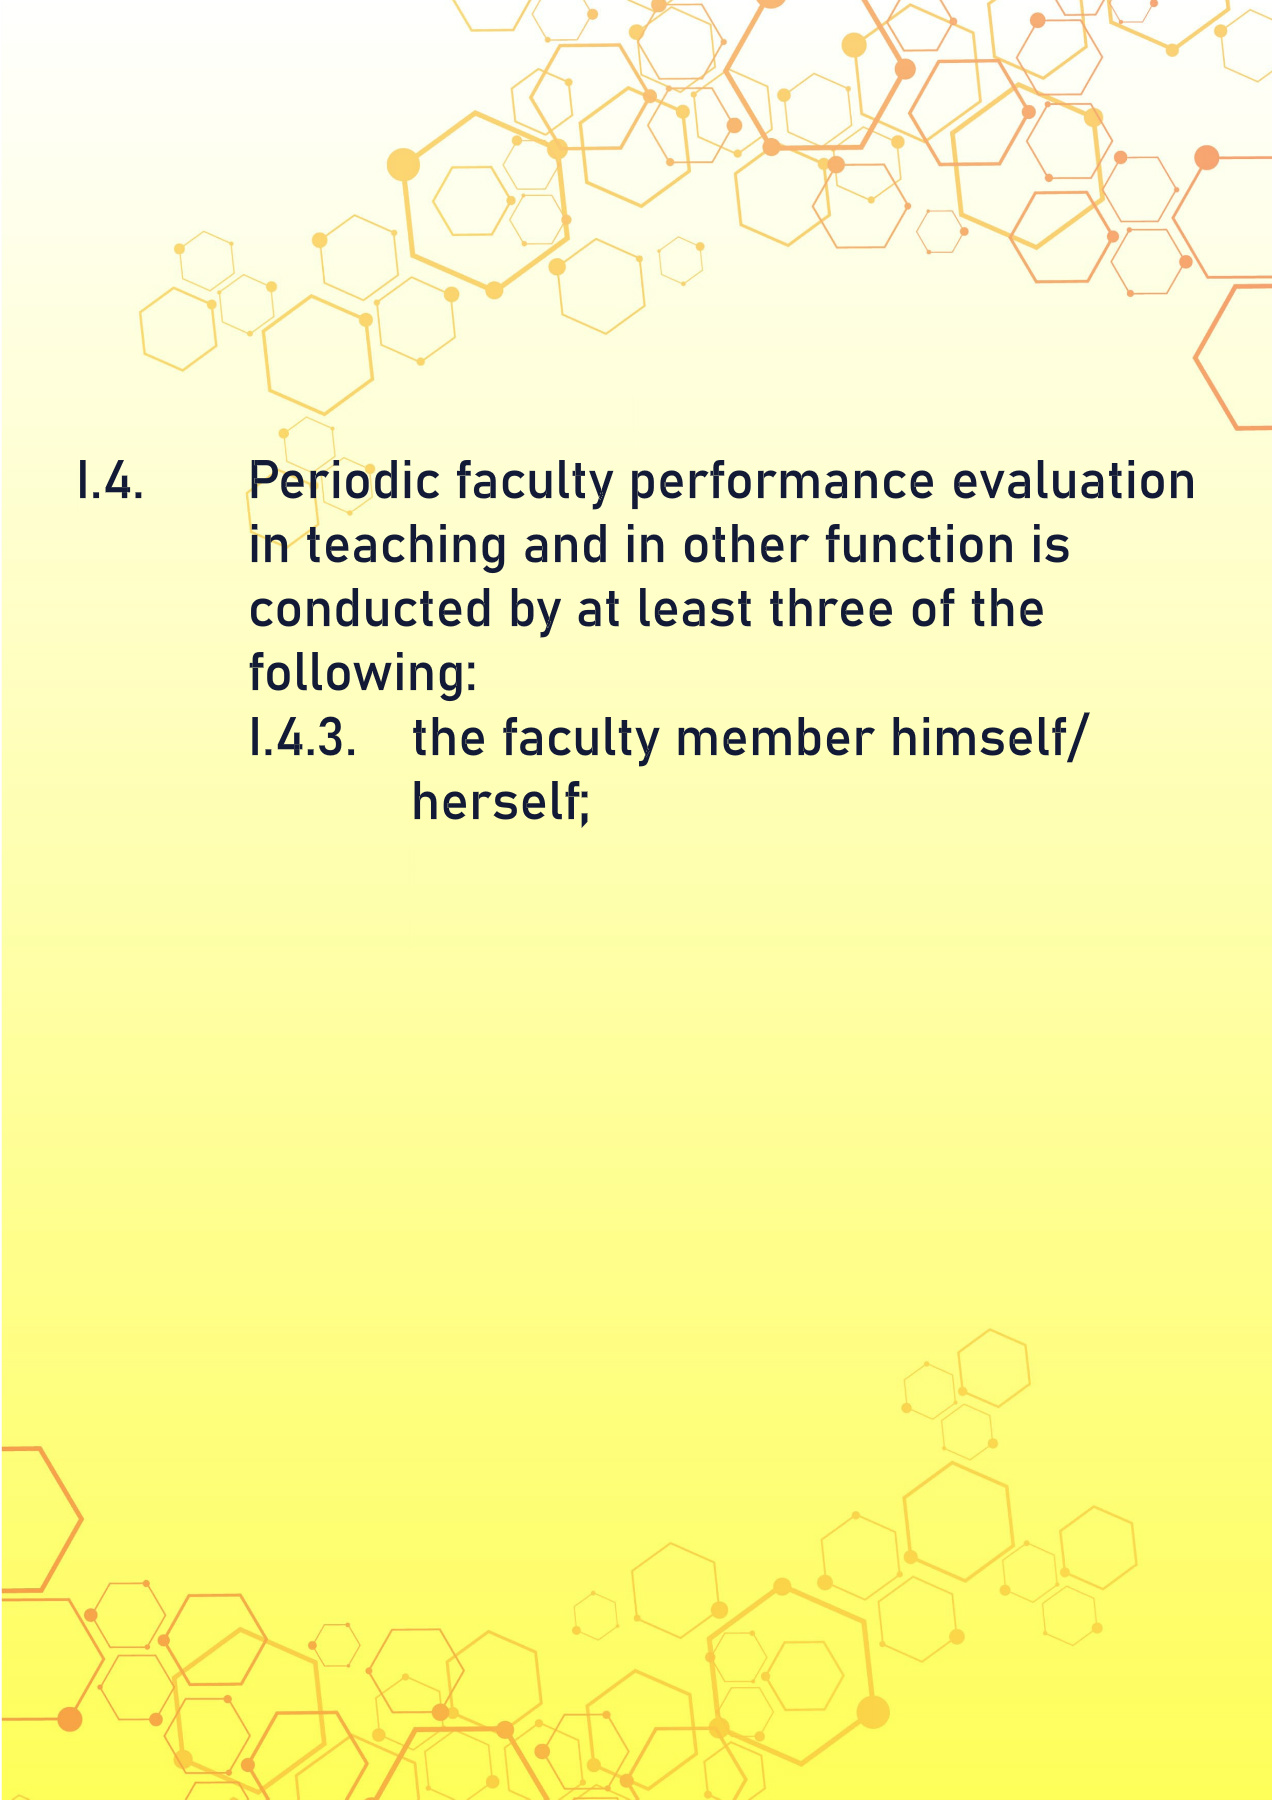 I.4. Periodic faculty performance evaluation
in teaching and in other function is
conducted by at least three of the
following:
I.4.3. the faculty member himself/
herself;